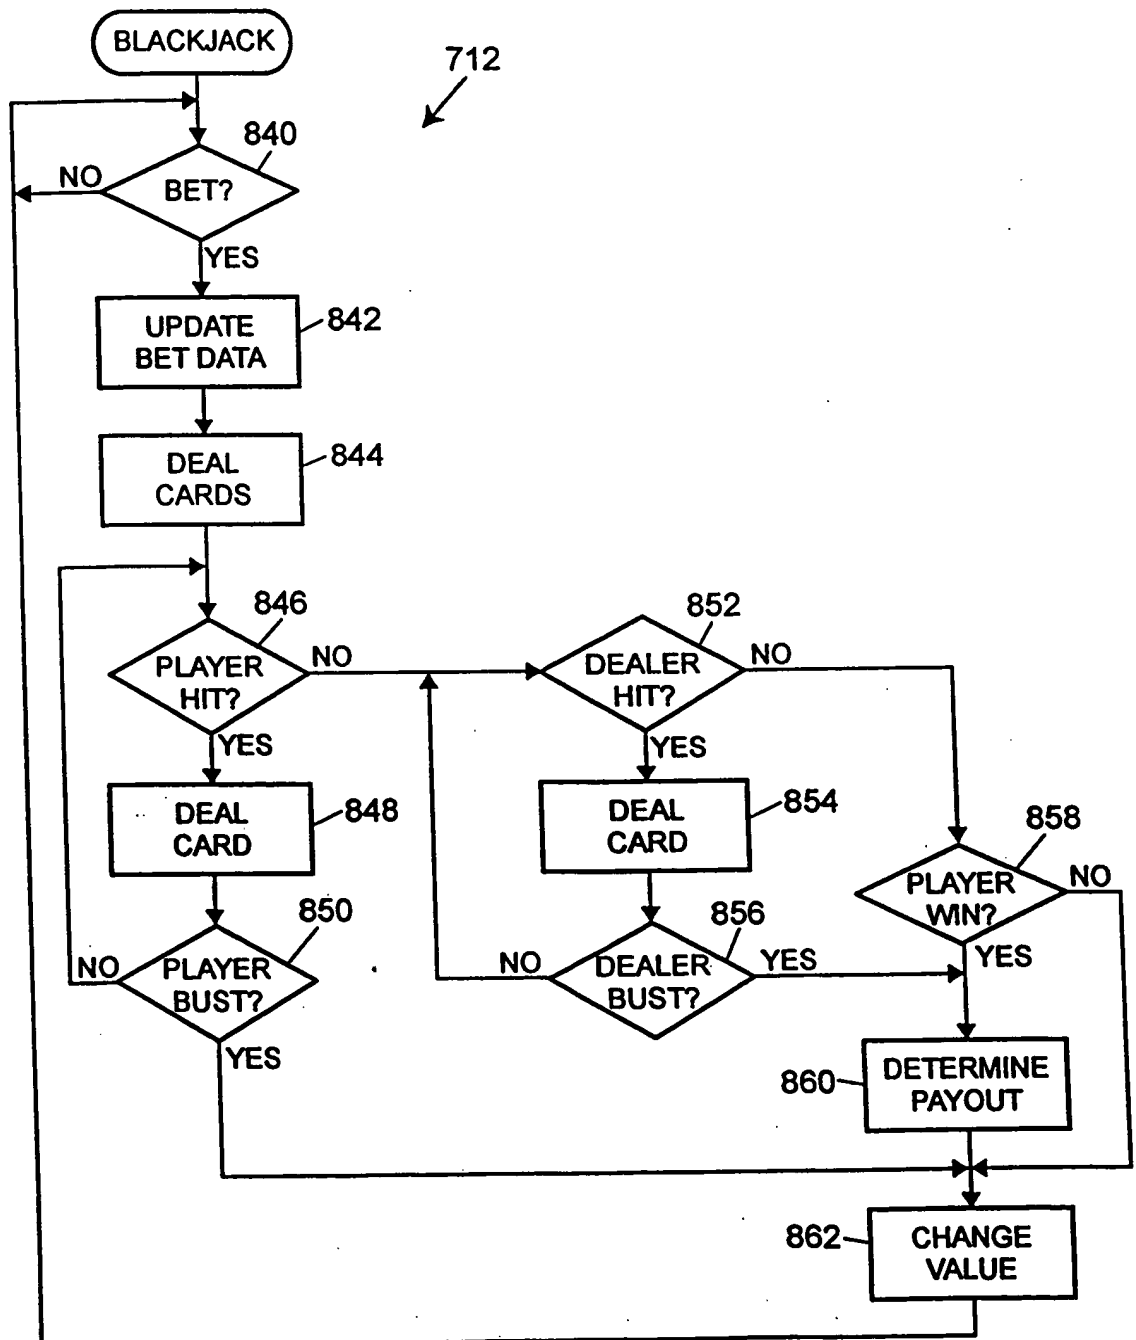 BLACKJACK
712
840
NO
BET?
YES
UPDATE
BET DATA
842
DEAL
CARDS
844
846
PLAYER
HIT?
NO
YES
852
DEALER
HIT?
NO
YES
DEAL
CARD
848
DEAL
CARD
854
858
PLAYER
WIN?
NO
YES
850
NO
PLAYER
BUST?
YES
856
NO
DEALER
BUST?
YES
860
DETERMINE
PAYOUT
862
CHANGE
VALUE